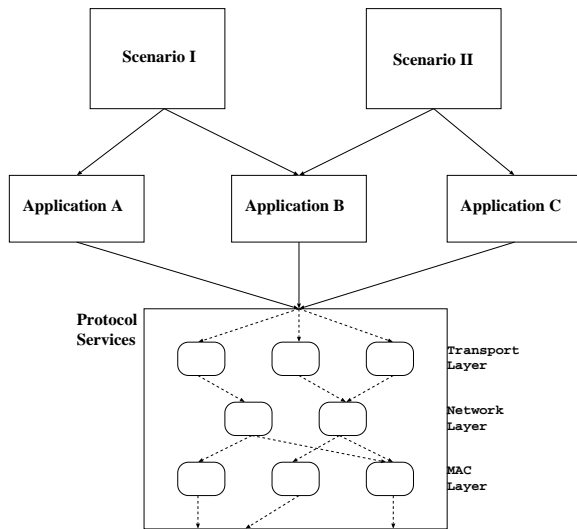 Scenario I
Scenario II
Application A
Application B
Application C
Protocol
Services
Transport
Layer
Network
Layer
MAC
Layer